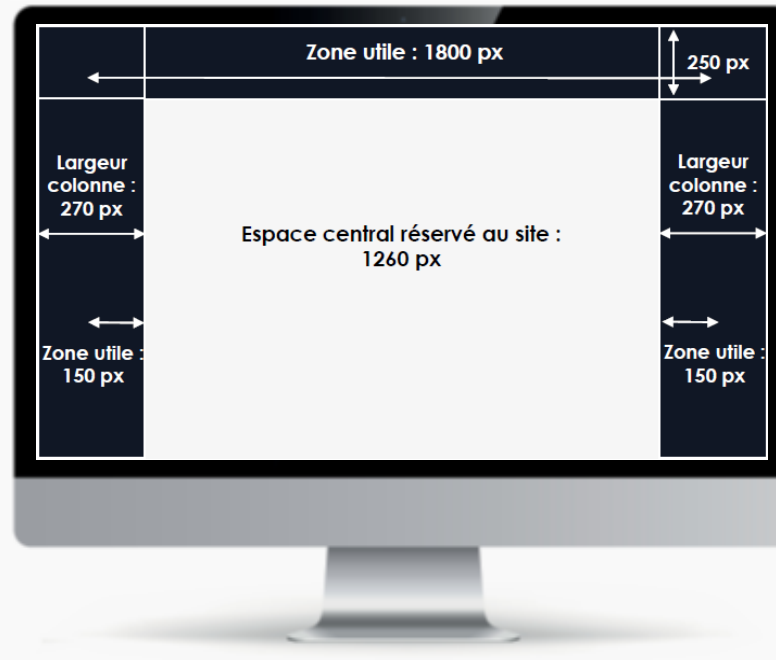 Zone utile : 1800 px
250 px
Largeur
colonne :
270 px
Largeur
colonne :
270 px
Espace central réservé au site :
1260 px
Zone utile :
150 px
Zone utile :
150 px